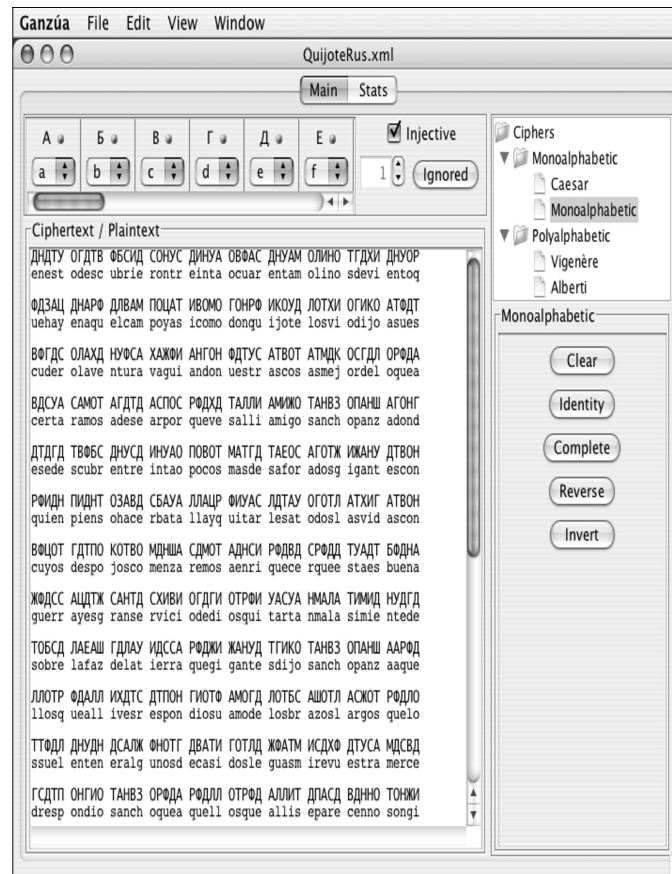 Ganzúa File Edit View Window
QuijoteRus.xml
Main Stats
А Б В Г Д Е Injective
a b c d e f 1 Ignored
Ciphertext / Plaintext
ДНДТУ ОГДТВ ФБСИД СОНУС ДИНУА ОВФАС ДНУАМ ОЛИНО ТГДХИ ДНУОР
enest odesc ubrie rontr einta ocuar entam olino sdevi entoq
ФДЗАЦ ДНАРФ ДЛВАМ ПОЦАТ ИВОМО ГОНРФ ИКОУД ЛОТХИ ОГИКО АТФДТ
uehay enaqu elcam poyas icomo donqu ijote losvi odijo asues
ВФГДС ОЛАХД НУФСА ХАЖФИ АНГОН ФДТУС АТВОТ АТМДК ОСГДЛ ОРФДА
cuder olave ntura vagui andon uestr ascos asmej ordel oquea
ВДСУА САМОТ АГДТД АСПОС РФДХД ТАЛЛИ АМИЖО ТАНВЗ ОПАНШ АГОНГ
certa ramos adese arpor queve salli amigo sanch opanz adond
ДТДГД ТВФБС ДНУСД ИНУАО ПОВОТ МАТГД ТАЕОС АГОТЖ ИЖАНУ ДТВОН
esede scubr entre intao pocos masde safor adosg igant escon
РФИДН ПИДНТ ОЗАВД СБАУА ЛЛАЦР ФИУАС ЛДТАУ ОГОТЛ АТХИГ АТВОН
quien piens ohace rbata llayq uitar lesat odosl asvid ascon
ВФЦОТ ГДТПО КОТВО МДНША СДМОТ АДНСИ РФДВД СРФДД ТУАДТ БФДНА
cuyos despo josco menza remos aenri quece rquee staes buena
ЖФДСС АЦДТЖ САНТД СХИВИ ОГДГИ ОТРФИ УАСУА НМАЛА ТИМИД НУДГД
guerr ayesg ranse rvici odedi osqui tarta nmala simie ntede
ТОБСД ЛАЕАШ ГДЛАУ ИДССА РФДЖИ ЖАНУД ТГИКО ТАНВЗ ОПАНШ ААРФД
sobre lafaz delat ierra quegi gante sdijo sanch opanz aaque
ЛЛОТР ФДАЛЛ ИХДТС ДТПОН ГИОТФ АМОГД ЛОТБС АШОТЛ АСЖОТ РФДЛО
llosq ueall ivesr espon diosu amode losbr azosl argos quelo
ТТФДЛ ДНУДН ДСАЛЖ ФНОТГ ДВАТИ ГОТЛД ЖФАТМ ИСДХФ ДТУСА МДСВД
ssuel enten eralg unosd ecasi dosle guasm irevu estra merce
ГСДТП ОНГИО ТАНВЗ ОРФДА РФДЛЛ ОТРФД АЛЛИТ ДПАСД ВДННО ТОНЖИ
dresp ondio sanch oquea quell osque allis epare cenno songi
Ciphers
Monoalphabetic
Caesar
Monoalphabetic
Polyalphabetic
Vigenère
Alberti
Monoalphabetic
Clear
Identity
Complete
Reverse
Invert